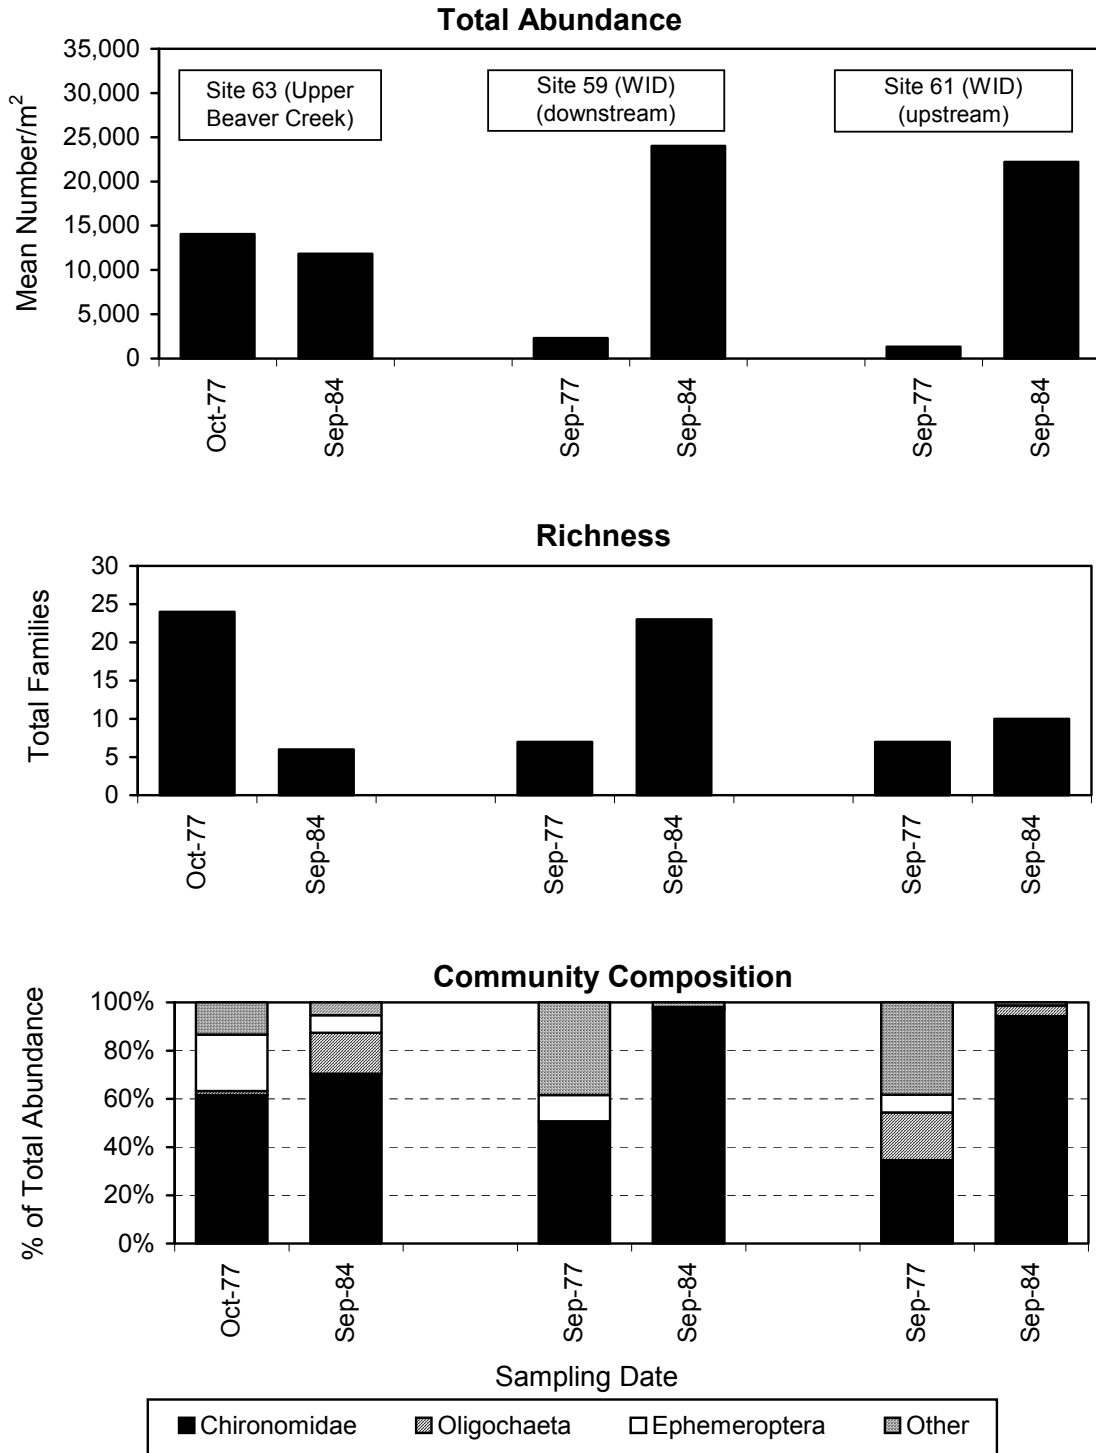 Total Abundance
Mean Number/m²
35,000
30,000
25,000
20,000
15,000
10,000
5,000
0
Site 63 (Upper
Beaver Creek)
Site 59 (WID)
(downstream)
Site 61 (WID)
(upstream)
Oct-77
Sep-84
Sep-77
Sep-84
Sep-77
Sep-84
Richness
Total Families
30
25
20
15
10
5
0
Oct-77
Sep-84
Sep-77
Sep-84
Sep-77
Sep-84
Community Composition
% of Total Abundance
100%
80%
60%
40%
20%
0%
Oct-77
Sep-84
Sep-77
Sep-84
Sep-77
Sep-84
Sampling Date
Chironomidae Oligochaeta Ephemeroptera Other